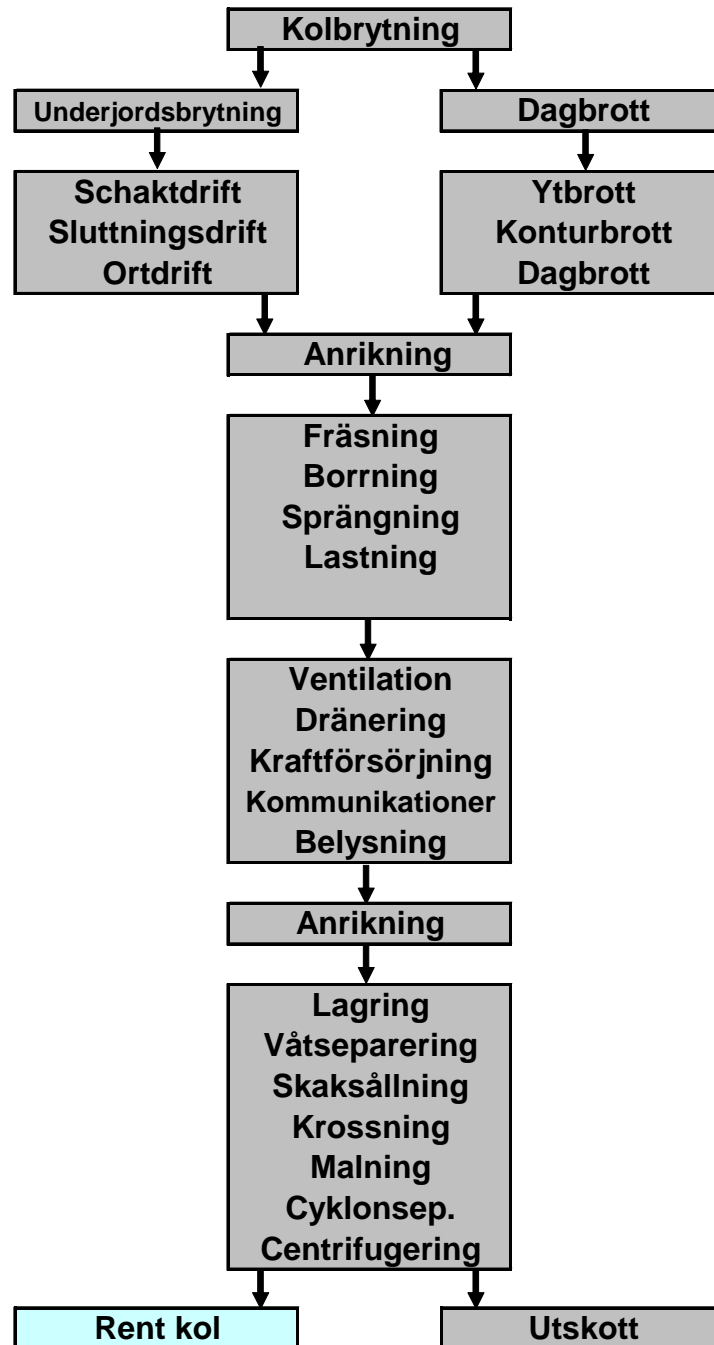 Kolbrytning
Underjordsbrytning
Dagbrott
Schaktdrift
Sluttningsdrift
Ortdrift
Ytbrott
Konturbrott
Dagbrott
Anrikning
Fräsning
Borrning
Sprängning
Lastning
Ventilation
Dränering
Kraftförsörjning
Kommunikationer
Belysning
Anrikning
Lagring
Våtseparering
Skaksållning
Krossning
Malning
Cyklonsep.
Centrifugering
Rent kol
Utskott